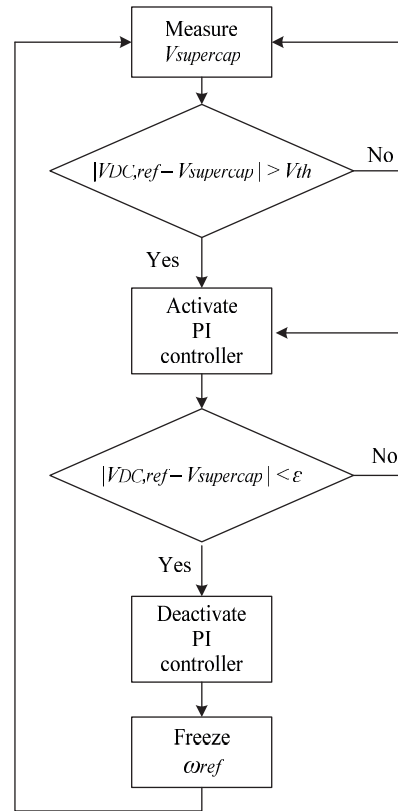 Measure
Vsupercap
|VDC,ref – Vsupercap| > Vth
No
Yes
Activate
PI
controller
|VDC,ref – Vsupercap| < ε
No
Yes
Deactivate
PI
controller
Freeze
ωref